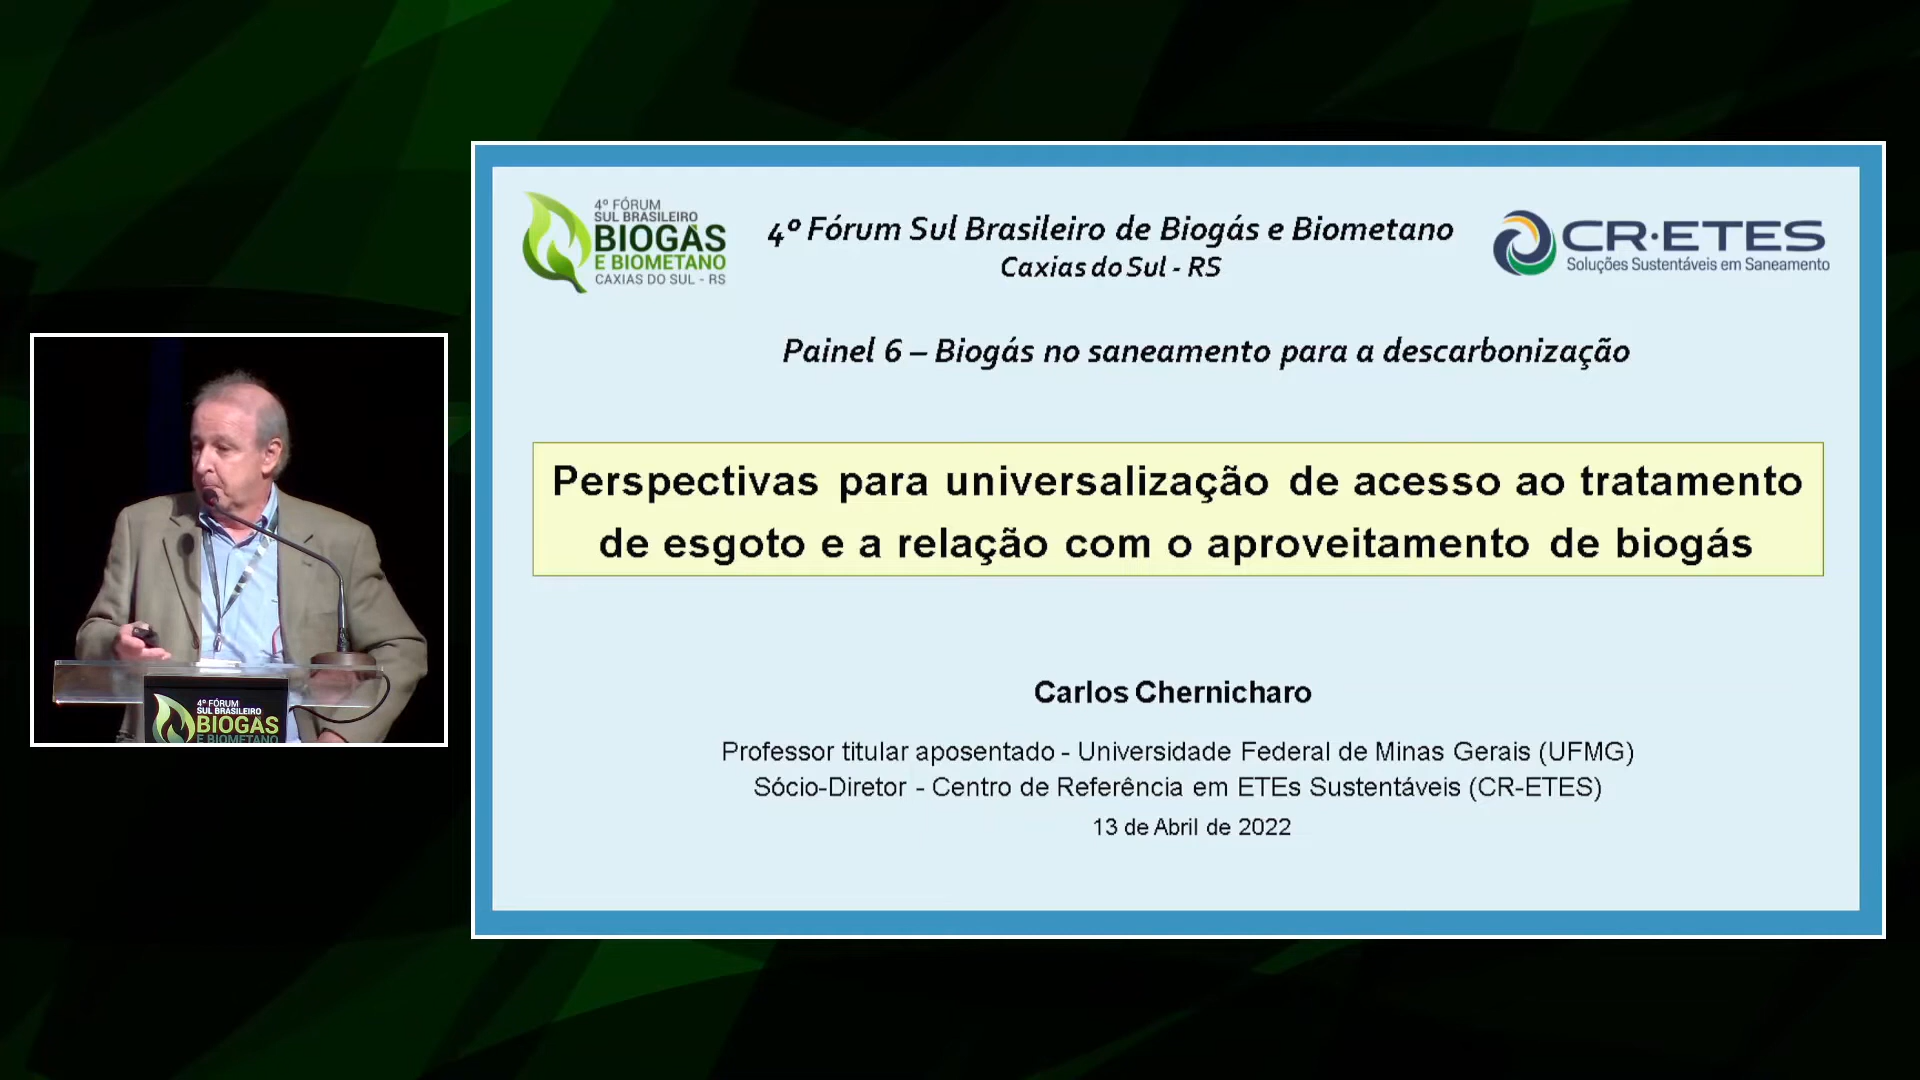 4º FÓRUM
SUL BRASILEIRO
BIOGÁS
E BIOMETANO
CAXIAS DO SUL - RS
4º Fórum Sul Brasileiro de Biogás e Biometano
Caxias do Sul - RS
CR·ETES
Soluções Sustentáveis em Saneamento
Painel 6 – Biogás no saneamento para a descarbonização
Perspectivas para universalização de acesso ao tratamento
de esgoto e a relação com o aproveitamento de biogás
Carlos Chernicharo
Professor titular aposentado - Universidade Federal de Minas Gerais (UFMG)
Sócio-Diretor - Centro de Referência em ETEs Sustentáveis (CR-ETES)
13 de Abril de 2022
4º FÓRUM
SUL BRASILEIRO
BIOGÁS
E BIOMETANO